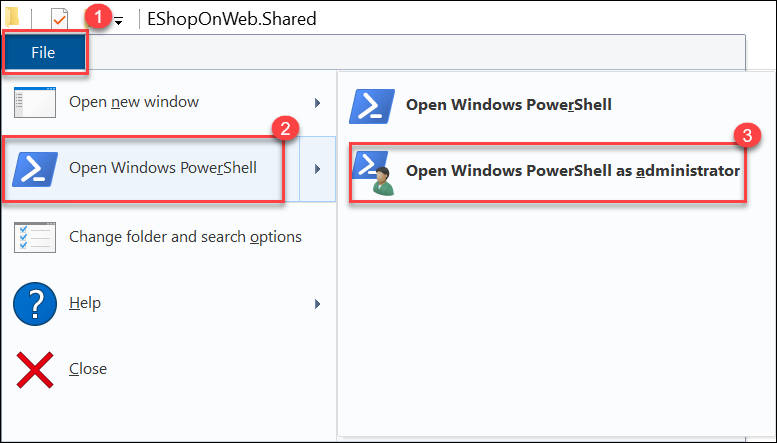 1
EShopOnWeb.Shared
File
Open new window
2
Open Windows PowerShell
Change folder and search options
Help
Close
Open Windows PowerShell
3
Open Windows PowerShell as administrator